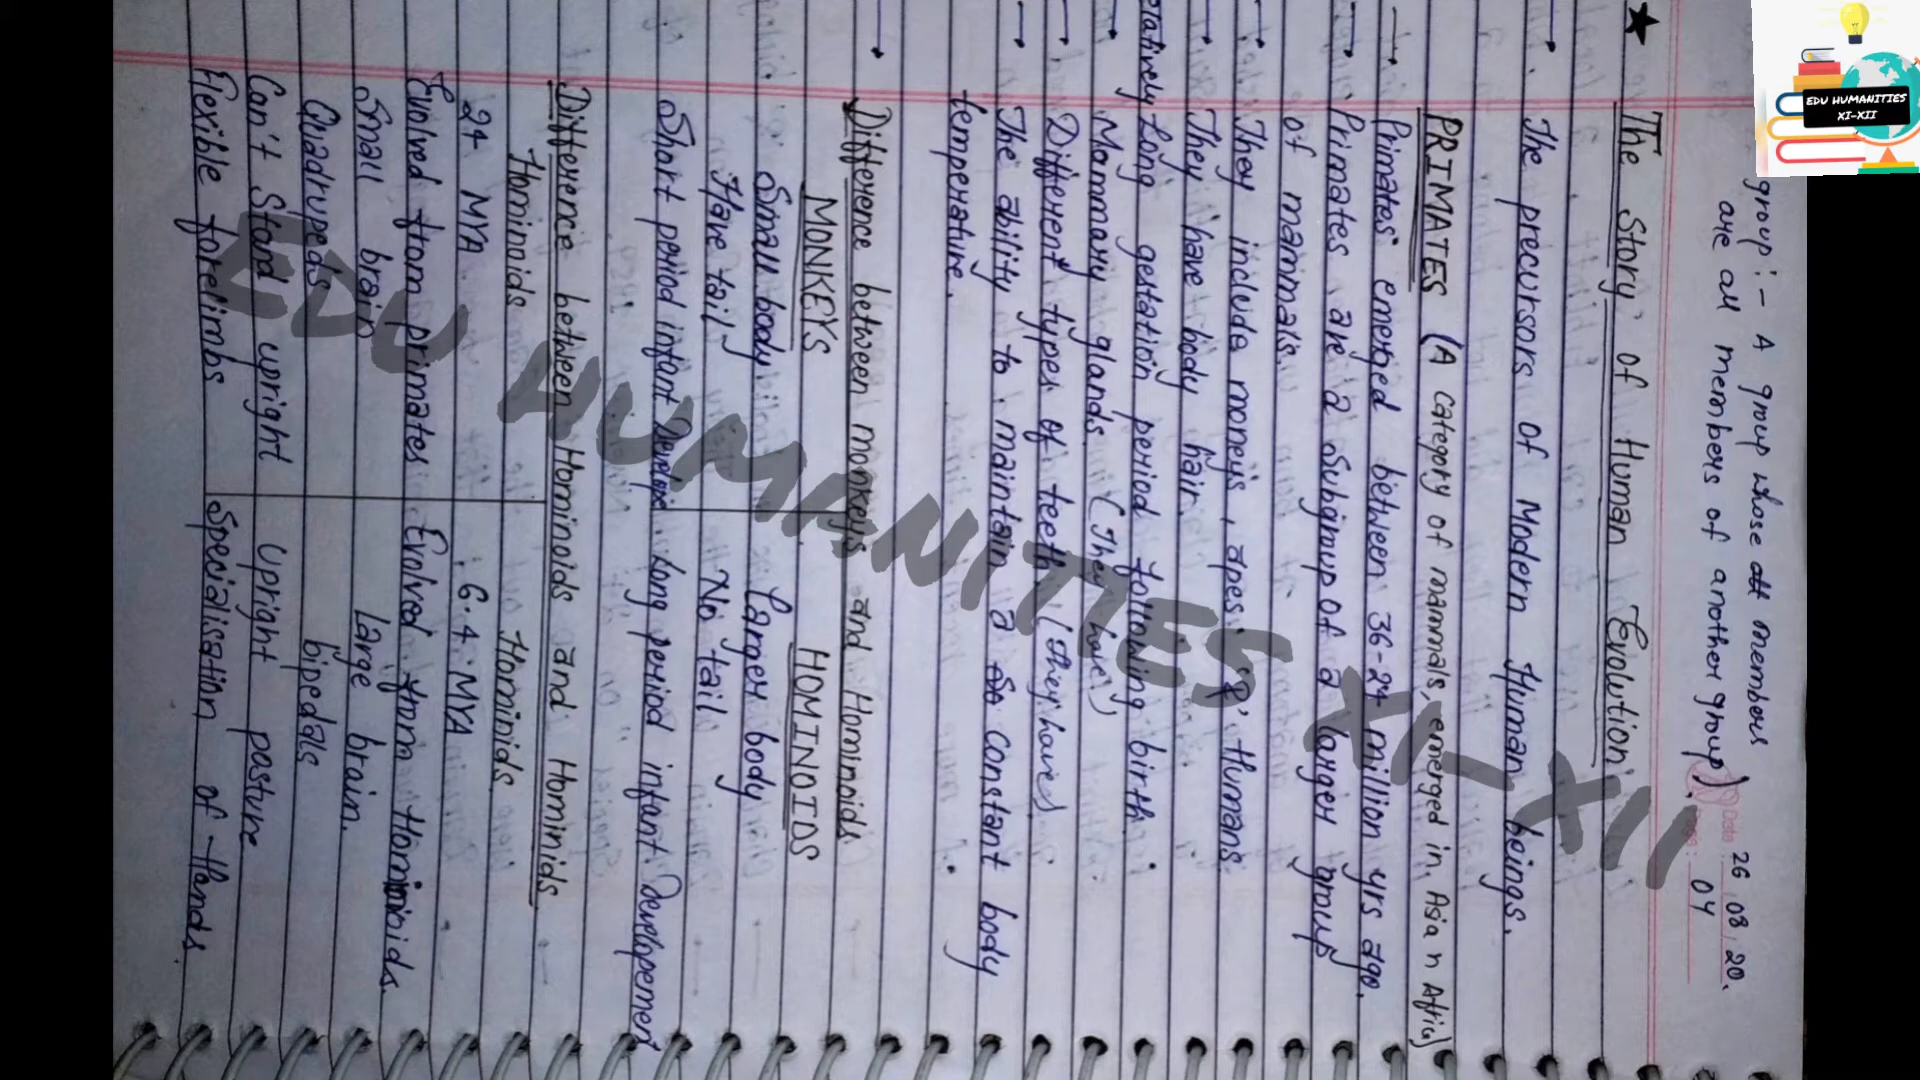 EDU HUMANITIES
XI-XII
group :- A group whose members
are all members of another group)
26 03 20.
04
★ The Story of Human Evolution
→ The precursors of Modern Human beings.
PRIMATES (A category of mammals, emerged in Asia n Africa)
→ Primates emerged between 36-24 million yrs ago.
→ Primates are a Subgroup of a larger group
of mammals.
→ They include moneys, apes, & Humans.
→ They have body hair
relatively Long gestation period following birth.
→ Mammary glands (They have)
→ Different types of teeth (They have)
→ The ability to maintain a constant body
temperature.
→ Difference between monkeys and Hominoids
MONKEYS HOMINOIDS
Small body Larger body
Have tail No tail
Short period infant Develope Long period infant Developement
Difference between Hominoids and Hominids.
Hominoids Hominids
24 MYA 6.4 MYA
Evolved from primates Evolved from Hominoids.
Small brain Large brain.
Quadrupeds bipedals
Can't Stand upright Upright pasture
Flexible forelimbs Specialisation of Hands.
EDU HUMANITIES XI-XII